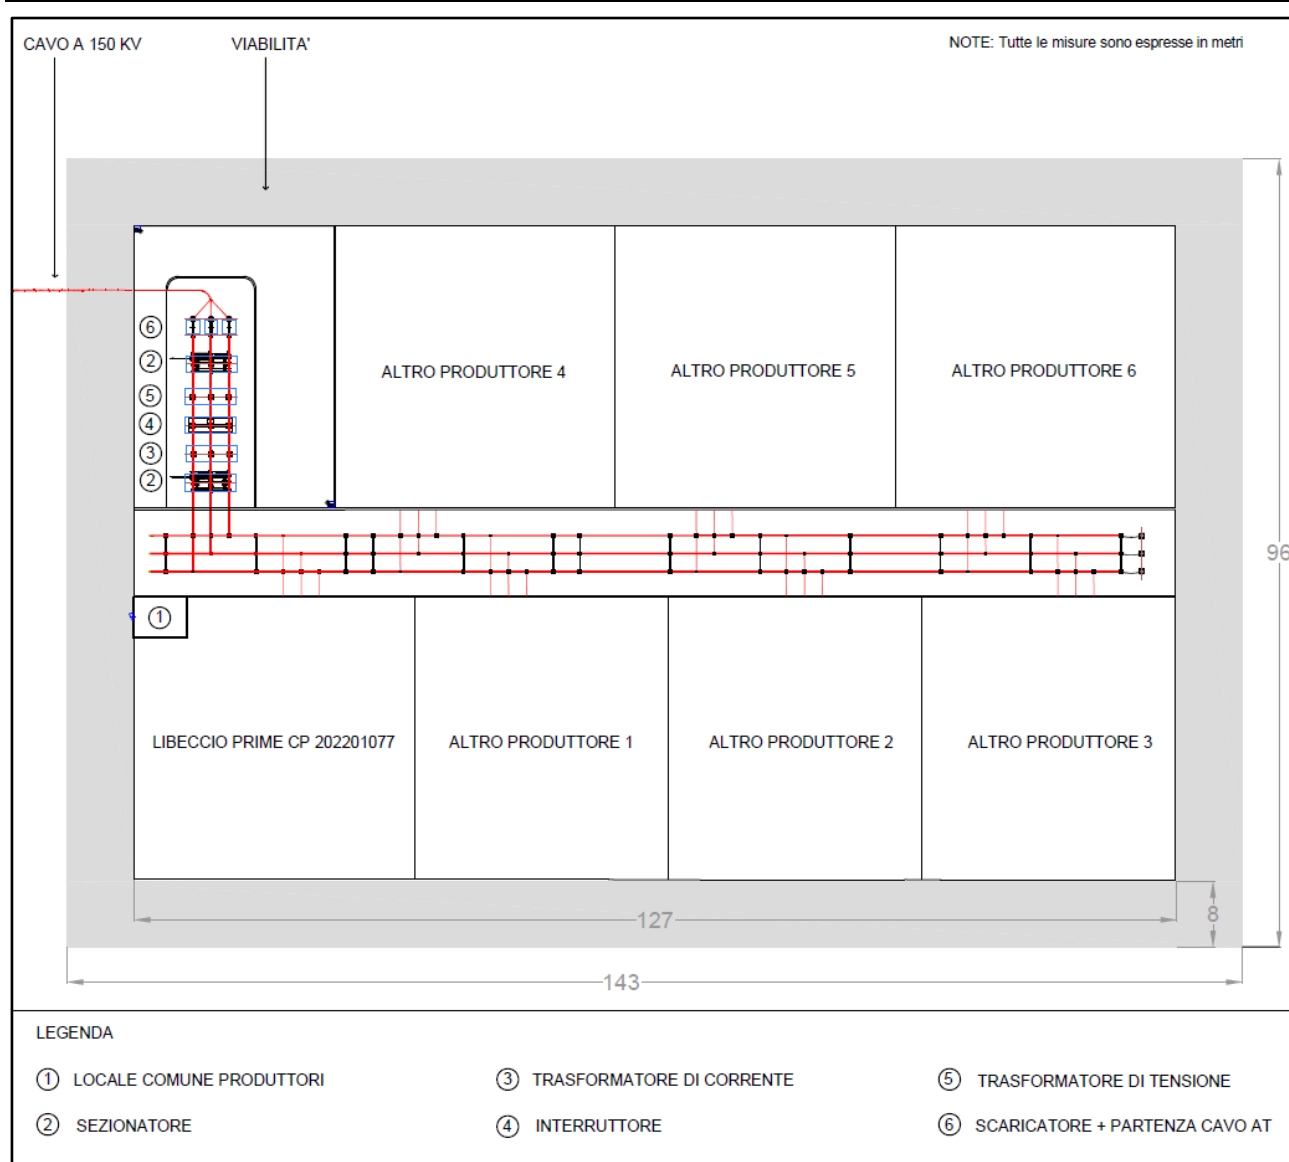 CAVO A 150 KV
VIABILITA'
NOTE: Tutte le misure sono espresse in metri
6
2
5
4
3
2
ALTRO PRODUTTORE 4
ALTRO PRODUTTORE 5
ALTRO PRODUTTORE 6
96
1
LIBECCIO PRIME CP 202201077
ALTRO PRODUTTORE 1
ALTRO PRODUTTORE 2
ALTRO PRODUTTORE 3
127
8
143
LEGENDA
1 LOCALE COMUNE PRODUTTORI
3 TRASFORMATORE DI CORRENTE
5 TRASFORMATORE DI TENSIONE
2 SEZIONATORE
4 INTERRUTTORE
6 SCARICATORE + PARTENZA CAVO AT